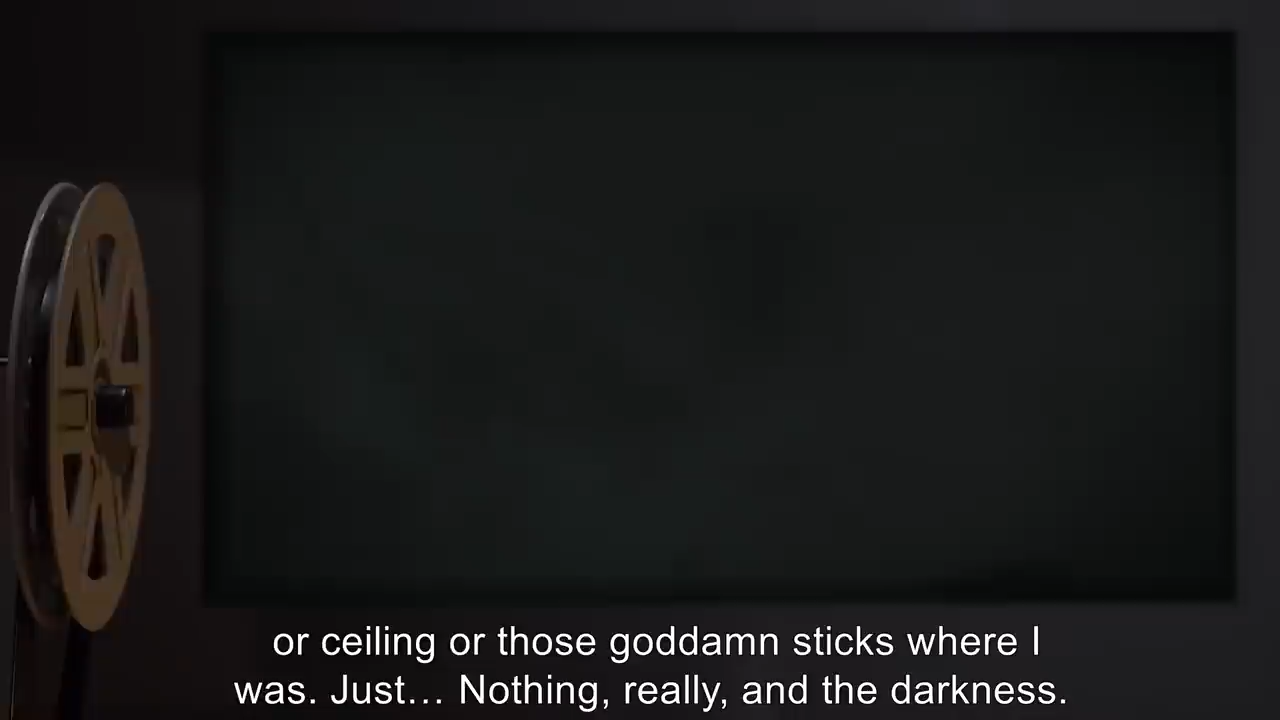 or ceiling or those goddamn sticks where I
was. Just… Nothing, really, and the darkness.